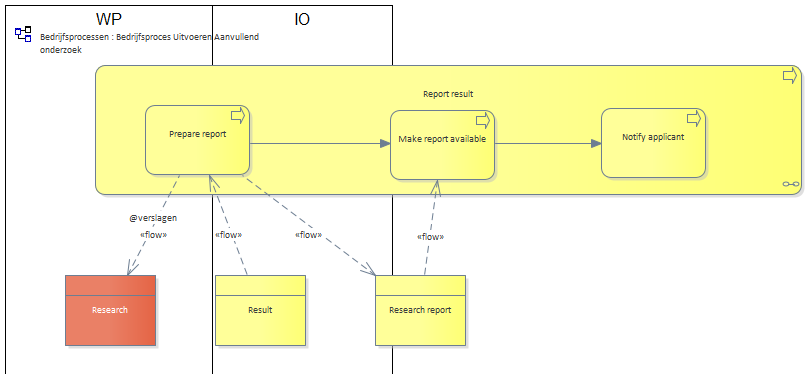 WP
IO
Bedrijfsprocessen : Bedrijfsproces Uitvoeren Aanvullend
onderzoek
Report result
Prepare report
Make report available
Notify applicant
@verslagen
«flow»
«flow»
«flow»
«flow»
Research
Result
Research report